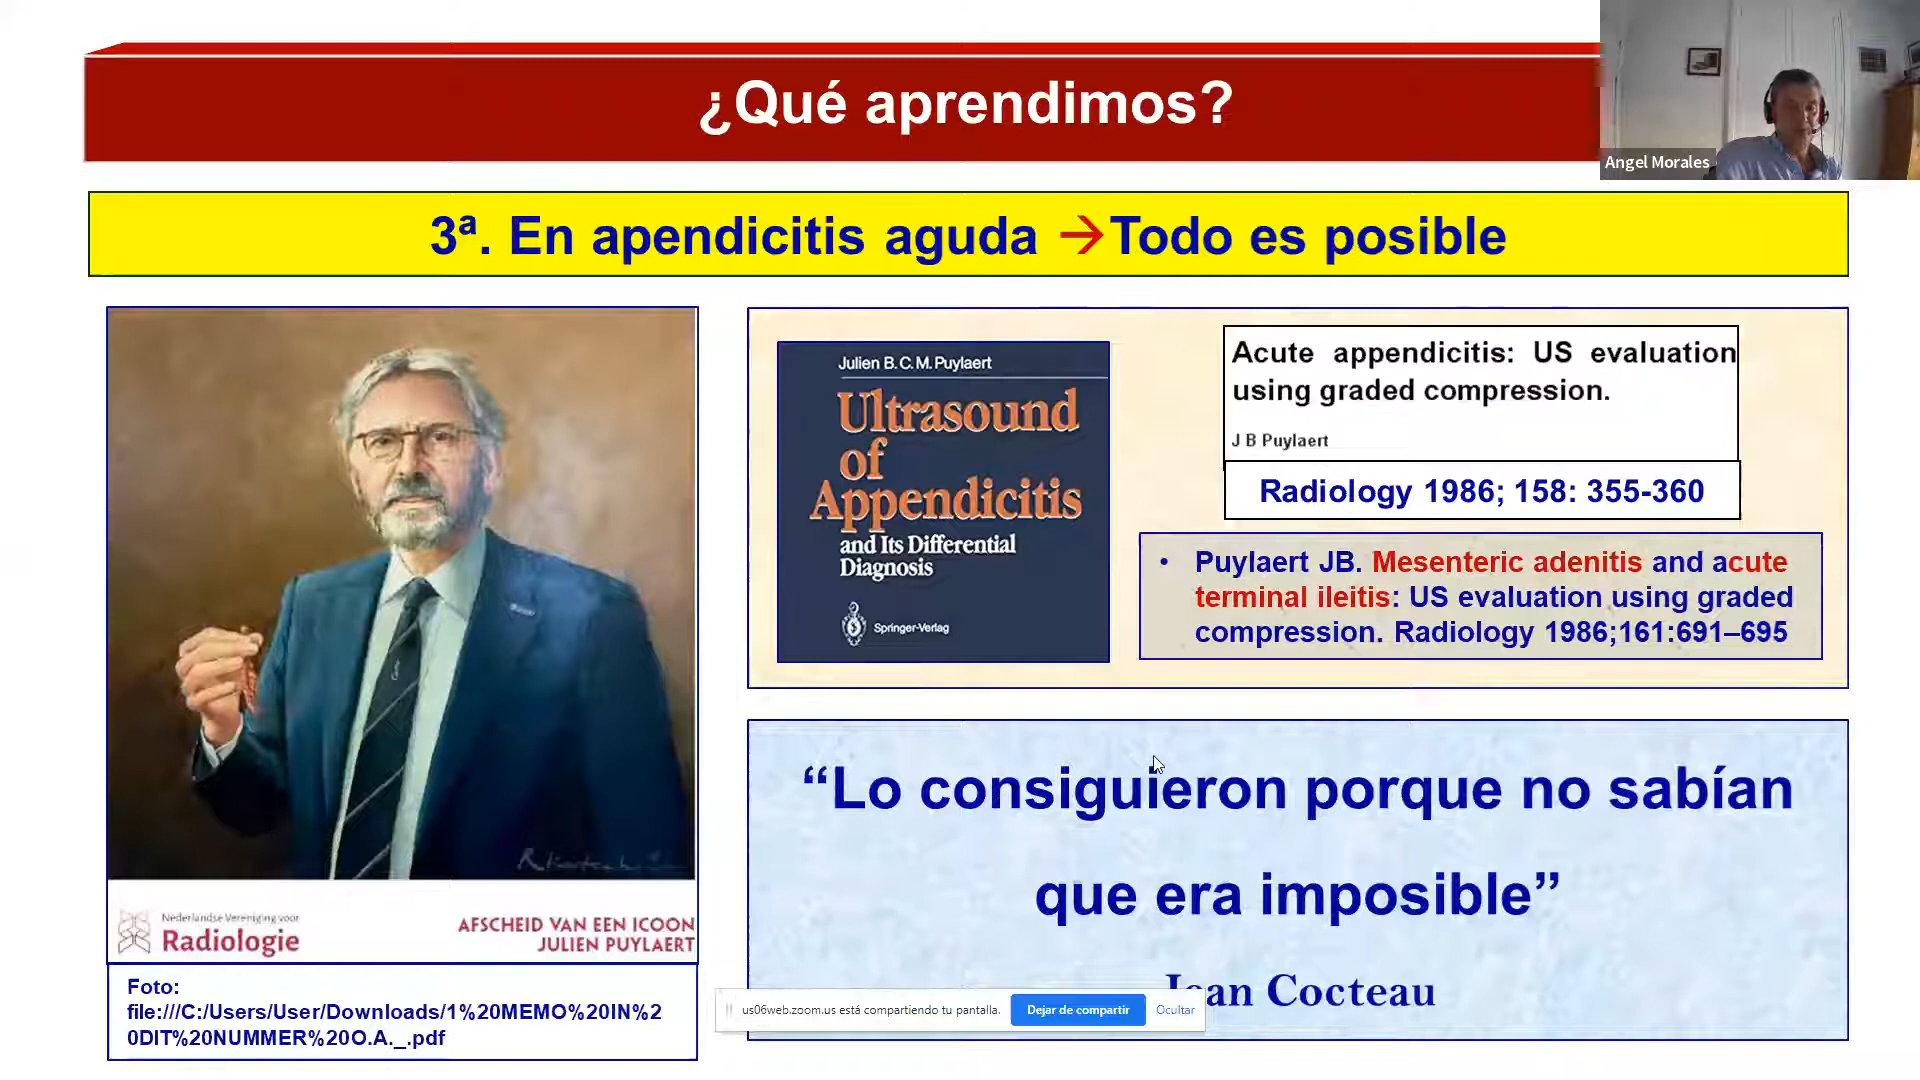 ¿Qué aprendimos?
Angel Morales
3ª. En apendicitis aguda →Todo es posible
Julien B.C.M. Puylaert
Ultrasound
of
Appendicitis
and Its Differential
Diagnosis
Springer-Verlag
Acute appendicitis: US evaluation
using graded compression.
J B Puylaert
Radiology 1986; 158: 355-360
• Puylaert JB. Mesenteric adenitis and acute
terminal ileitis: US evaluation using graded
compression. Radiology 1986;161:691–695
Nederlandse Vereniging voor
Radiologie
AFSCHEID VAN EEN ICOON
JULIEN PUYLAERT
Foto:
file:///C:/Users/User/Downloads/1%20MEMO%20IN%2
0DIT%20NUMMER%20O.A._.pdf
“Lo consiguieron porque no sabían
que era imposible”
Jean Cocteau
us06web.zoom.us está compartiendo tu pantalla.
Dejar de compartir
Ocultar